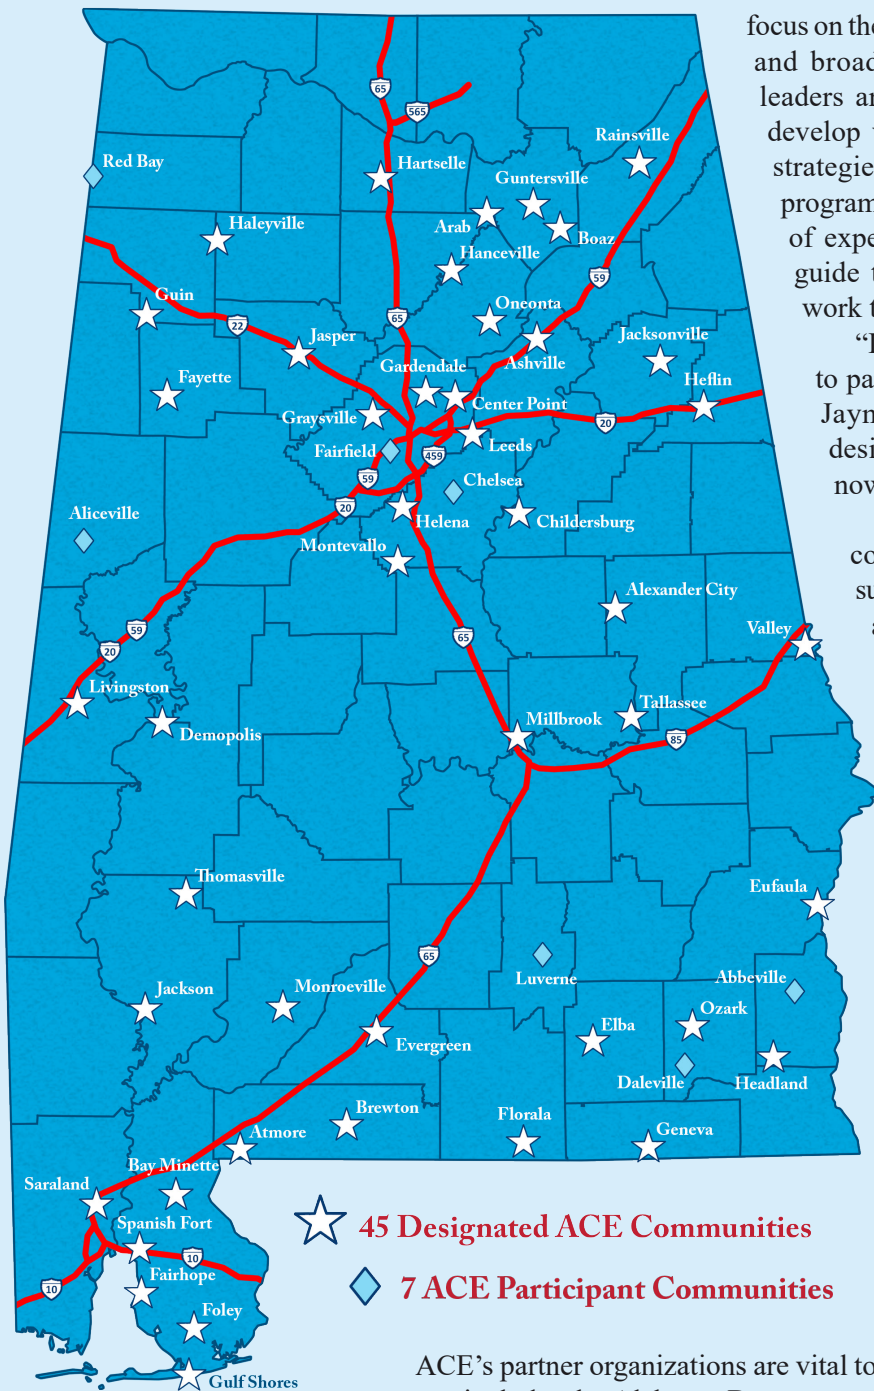 focus on the
and broad
leaders an
develop
strategie
program
of expe
guide t
work t
to pa
Jayn
desi
now
co
su
a
65
565
Rainsville
Red Bay
Hartselle
Guntersville
Haleyville
Arab
Boaz
Hanceville
59
Guin
Oneonta
22
65
Jasper
Jacksonville
Ashville
Gardendale
Fayette
Heflin
Graysville
Center Point
20
Fairfield
Leeds
459
59
Chelsea
20
Aliceville
Helena
Childersburg
Montevallo
Alexander City
59
65
Valley
20
Livingston
Tallassee
Millbrook
Demopolis
85
Thomasville
Eufaula
65
Luverne
Abbeville
Jackson
Monroeville
Ozark
Elba
Evergreen
Daleville
Headland
Brewton
Florala
Atmore
Geneva
Bay Minette
Saraland
Spanish Fort
10
Fairhope
10
Foley
Gulf Shores
45 Designated ACE Communities
7 ACE Participant Communities
ACE’s partner organizations are vital to